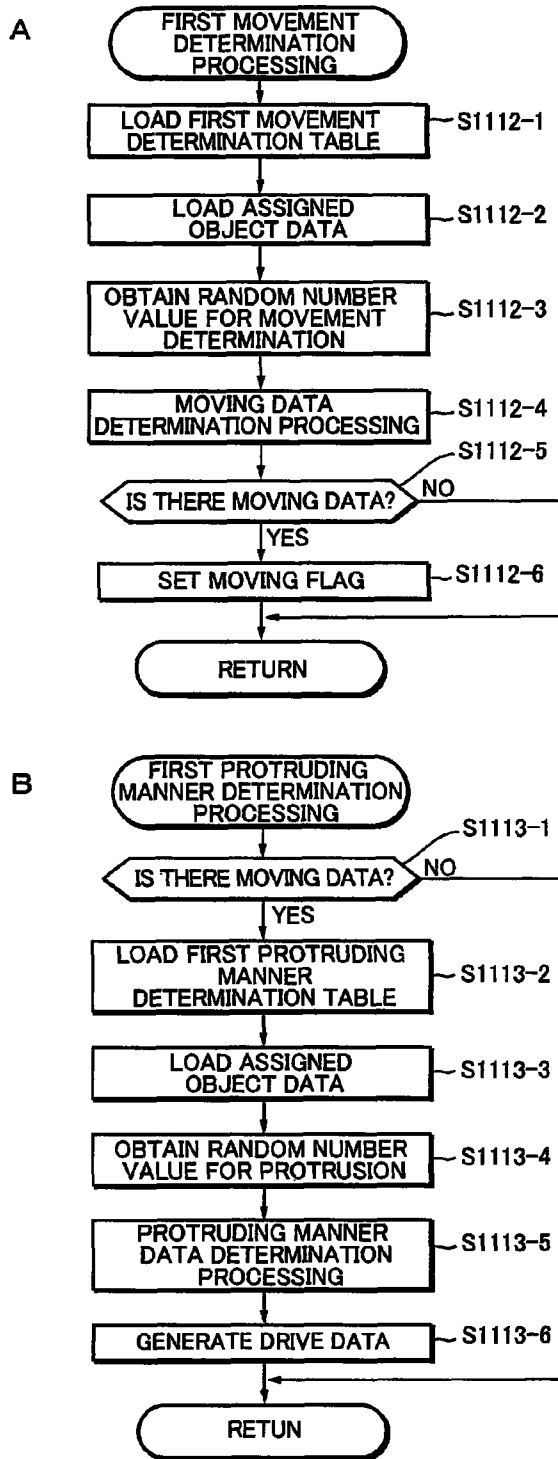 A
FIRST MOVEMENT
DETERMINATION
PROCESSING
LOAD FIRST MOVEMENT
DETERMINATION TABLE
S1112-1
LOAD ASSIGNED
OBJECT DATA
S1112-2
OBTAIN RANDOM NUMBER
VALUE FOR MOVEMENT
DETERMINATION
S1112-3
MOVING DATA
DETERMINATION PROCESSING
S1112-4
S1112-5
IS THERE MOVING DATA?
NO
YES
SET MOVING FLAG
S1112-6
RETURN
B
FIRST PROTRUDING
MANNER DETERMINATION
PROCESSING
S1113-1
IS THERE MOVING DATA?
NO
YES
LOAD FIRST PROTRUDING
MANNER
DETERMINATION TABLE
S1113-2
LOAD ASSIGNED
OBJECT DATA
S1113-3
OBTAIN RANDOM NUMBER
VALUE FOR PROTRUSION
S1113-4
PROTRUDING MANNER
DATA DETERMINATION
PROCESSING
S1113-5
GENERATE DRIVE DATA
S1113-6
RETUN